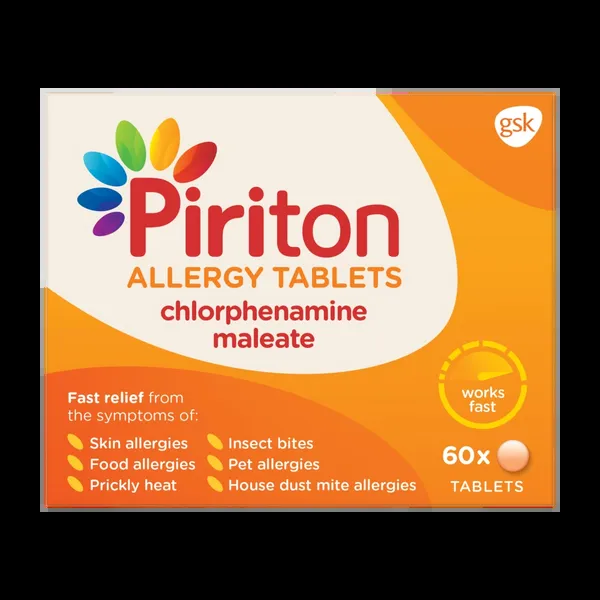 gsk
Piriton
ALLERGY TABLETS
chlorphenamine
maleate
works
fast
Fast relief from
the symptoms of:
Skin allergies
Food allergies
Prickly heat
Insect bites
Pet allergies
House dust mite allergies
60x
TABLETS